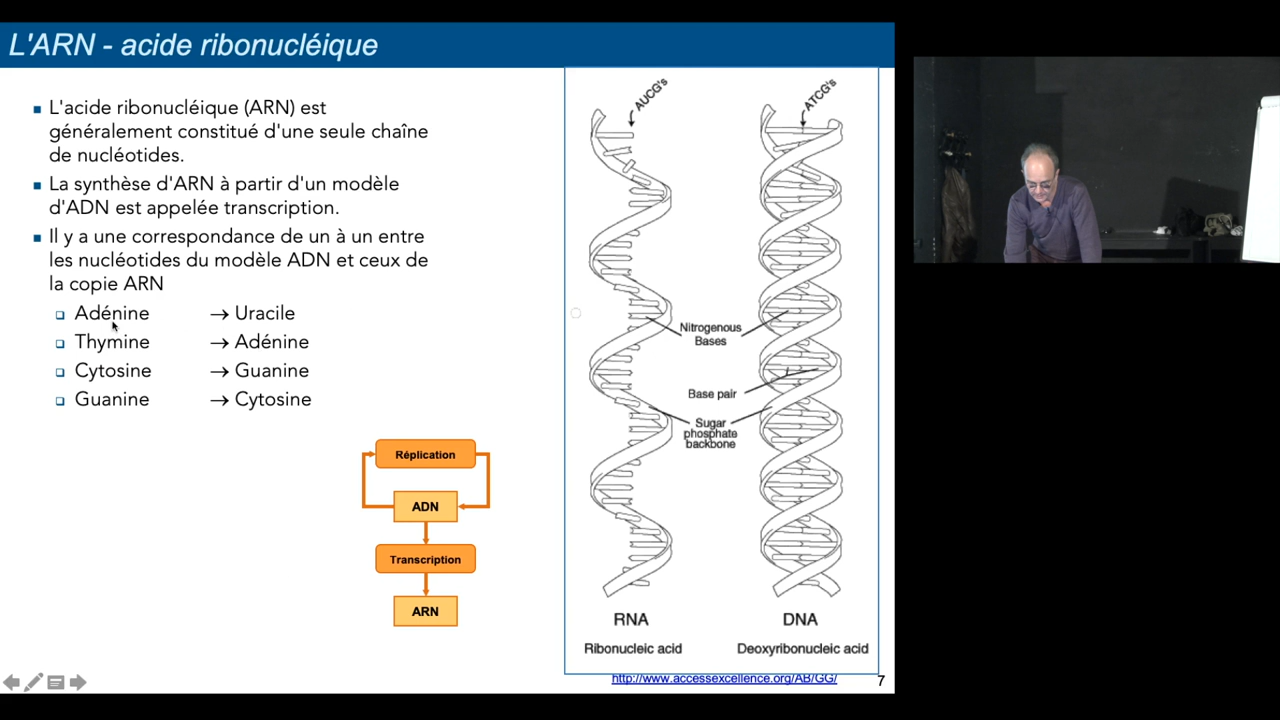 L'ARN - acide ribonucléique
L'acide ribonucléique (ARN) est
généralement constitué d'une seule chaîne
de nucléotides.
La synthèse d'ARN à partir d'un modèle
d'ADN est appelée transcription.
Il y a une correspondance de un à un entre
les nucléotides du modèle ADN et ceux de
la copie ARN
Adénine → Uracile
Thymine → Adénine
Cytosine → Guanine
Guanine → Cytosine
Réplication
ADN
Transcription
ARN
AUCG's
ATCG's
Nitrogenous
Bases
Base pair
Sugar
phosphate
backbone
RNA
DNA
Ribonucleic acid
Deoxyribonucleic acid
http://www.accessexcellence.org/AB/GG/
7